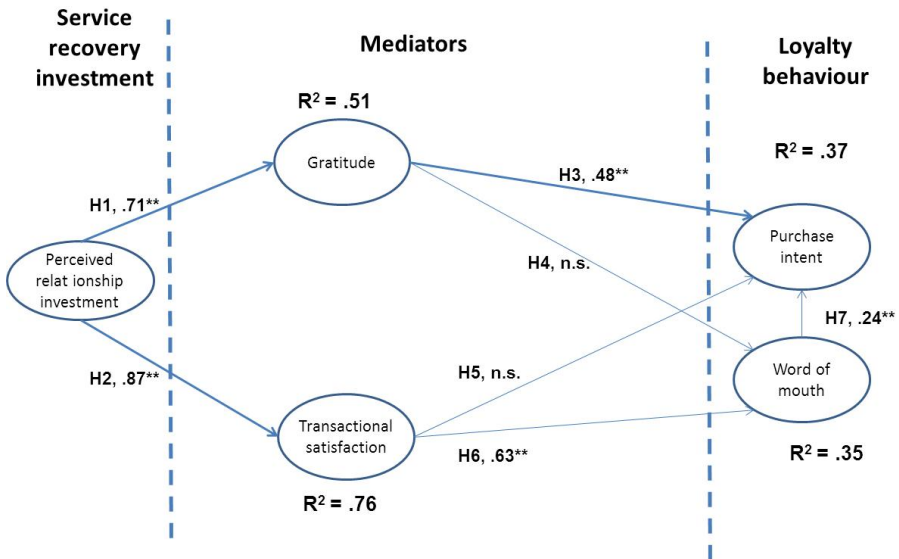 Service
recovery
investment
Mediators
Loyalty
behaviour
R² = .51
Gratitude
R² = .37
H3, .48**
H1, .71**
Purchase
intent
Perceived
relat ionship
investment
H4, n.s.
H7, .24**
H2, .87**
H5, n.s.
Word of
mouth
Transactional
satisfaction
H6, .63**
R² = .35
R² = .76